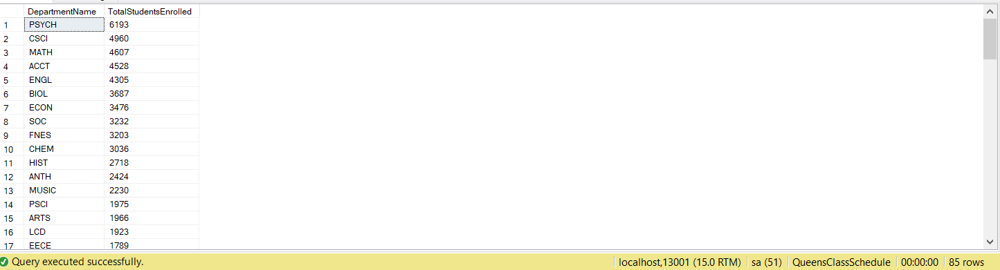 DepartmentName TotalStudentsEnrolled
1 PSYCH 6193
2 CSCI 4960
3 MATH 4607
4 ACCT 4528
5 ENGL 4305
6 BIOL 3687
7 ECON 3476
8 SOC 3232
9 FNES 3203
10 CHEM 3036
11 HIST 2718
12 ANTH 2424
13 MUSIC 2230
14 PSCI 1975
15 ARTS 1966
16 LCD 1923
17 EECE 1789
Query executed successfully. localhost,13001 (15.0 RTM) sa (51) QueensClassSchedule 00:00:00 85 rows